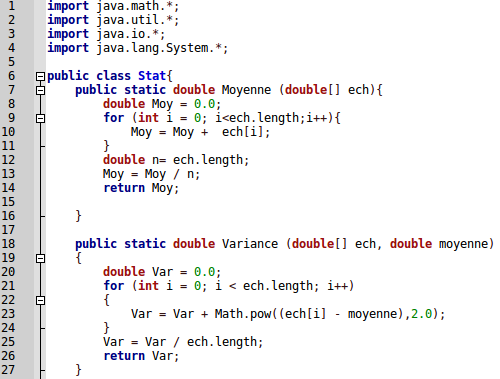 1 import java.math.*;
2 import java.util.*;
3 import java.io.*;
4 import java.lang.System.*;
5
6 public class Stat{
7     public static double Moyenne (double[] ech){
8         double Moy = 0.0;
9         for (int i = 0; i<ech.length;i++){
10             Moy = Moy +  ech[i];
11         }
12         double n= ech.length;
13         Moy = Moy / n;
14         return Moy;
15
16     }
17
18     public static double Variance (double[] ech, double moyenne)
19     {
20         double Var = 0.0;
21         for (int i = 0; i < ech.length; i++)
22         {
23             Var = Var + Math.pow((ech[i] - moyenne),2.0);
24         }
25         Var = Var / ech.length;
26         return Var;
27     }